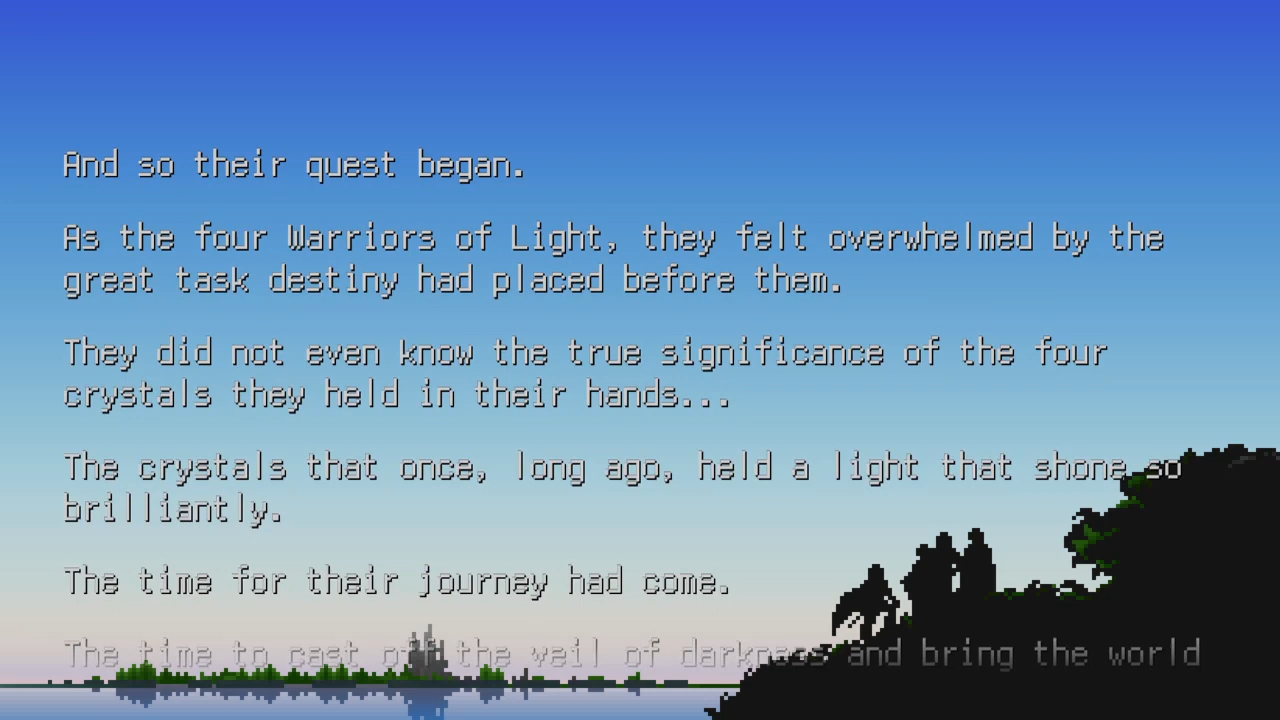 And so their quest began.
As the four Warriors of Light, they felt overwhelmed by the
great task destiny had placed before them.
They did not even know the true significance of the four
crystals they held in their hands...
The crystals that once, long ago, held a light that shone so
brilliantly.
The time for their journey had come.
The time to cast off the veil of darkness and bring the world